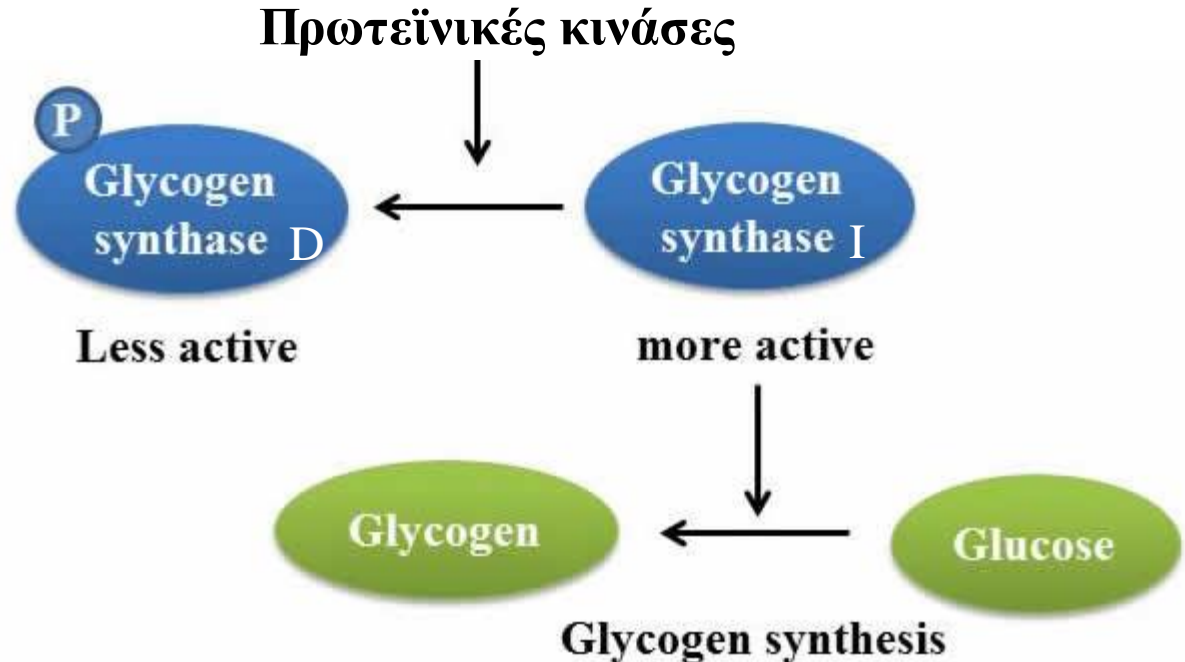 Πρωτεϊνικές κινάσες
P
Glycogen
synthase D
Glycogen
synthase I
Less active
more active
Glycogen
Glucose
Glycogen synthesis